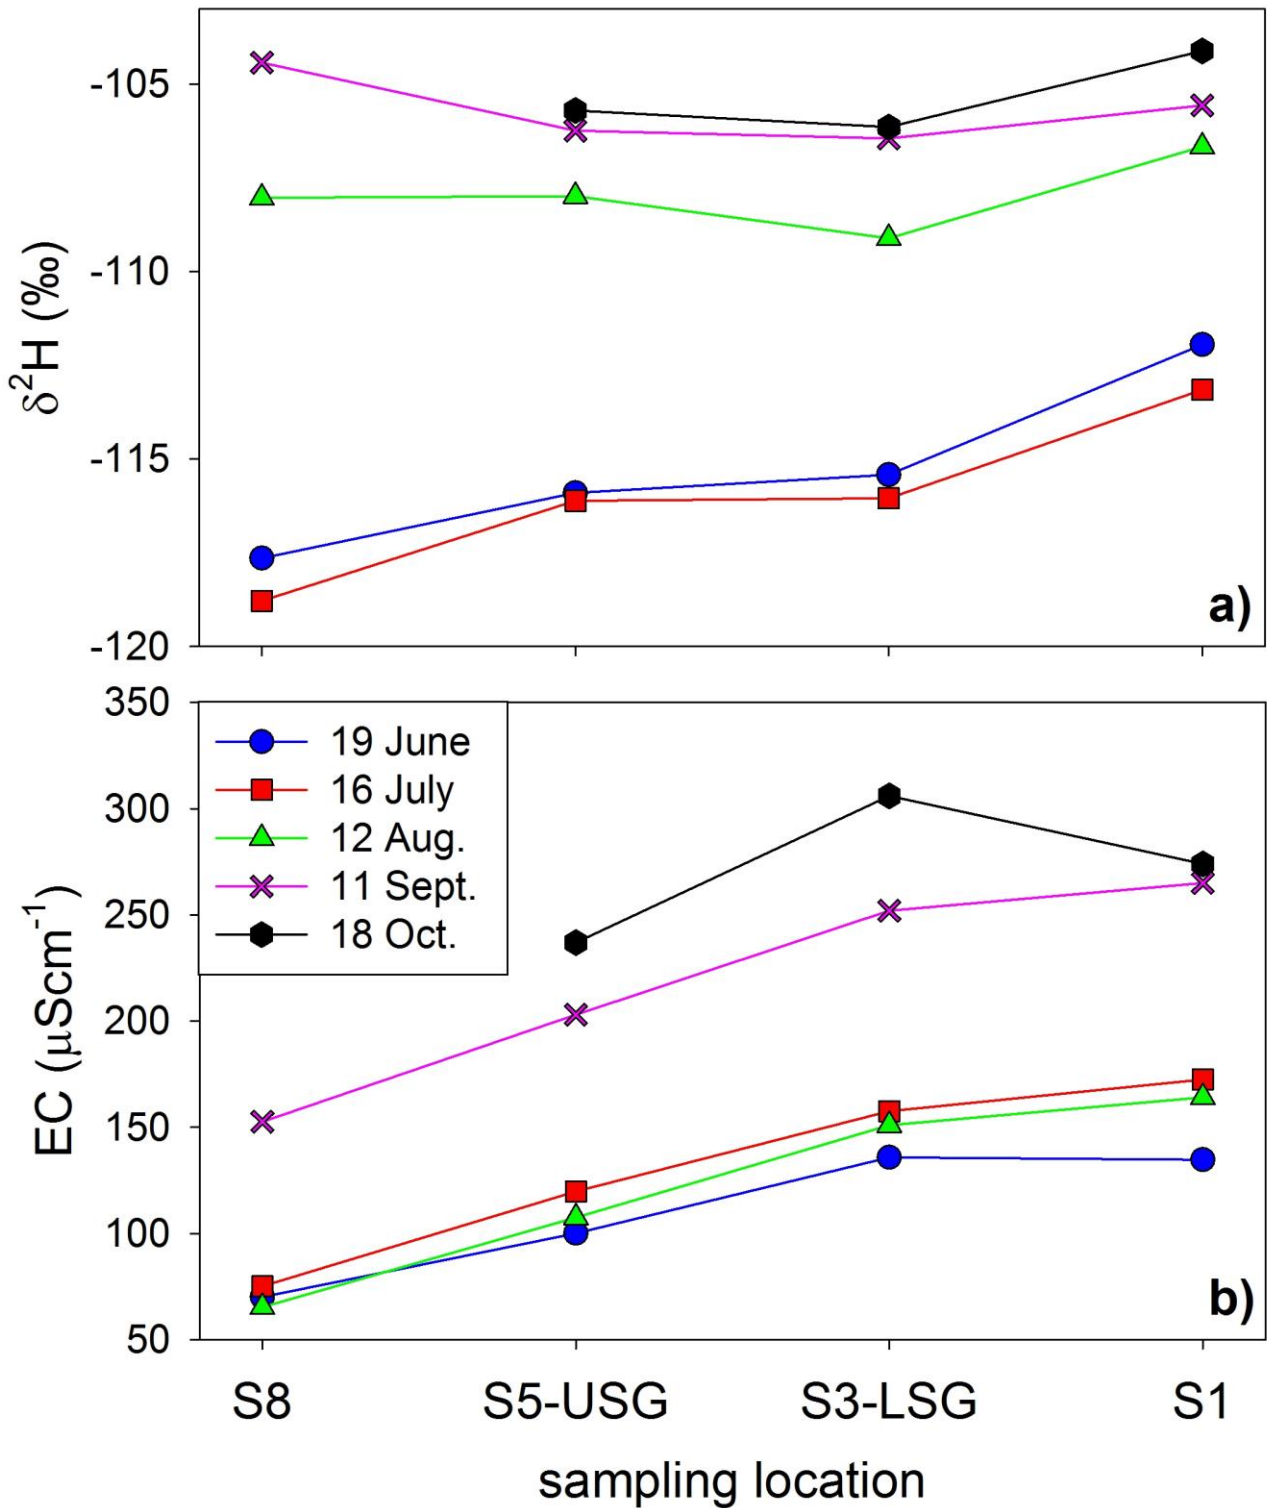 -105
-110
-115
-120
δ²H (‰)
a)
350
300
250
200
150
100
50
EC (μScm⁻¹)
19 June
16 July
12 Aug.
11 Sept.
18 Oct.
b)
S8 S5-USG S3-LSG S1
sampling location